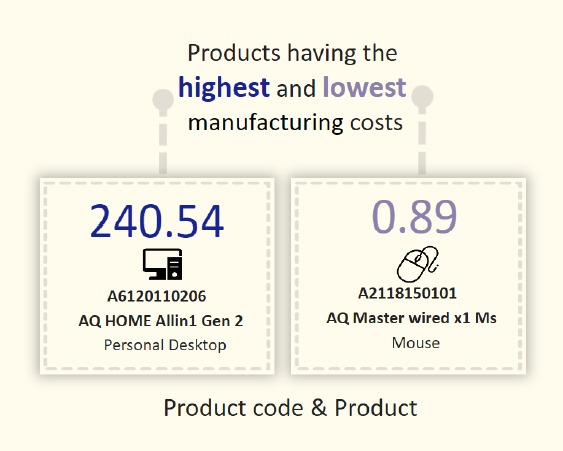 Products having the
highest and lowest
manufacturing costs
240.54
A6120110206
AQ HOME Allin1 Gen 2
Personal Desktop
0.89
A2118150101
AQ Master wired x1 Ms
Mouse
Product code & Product